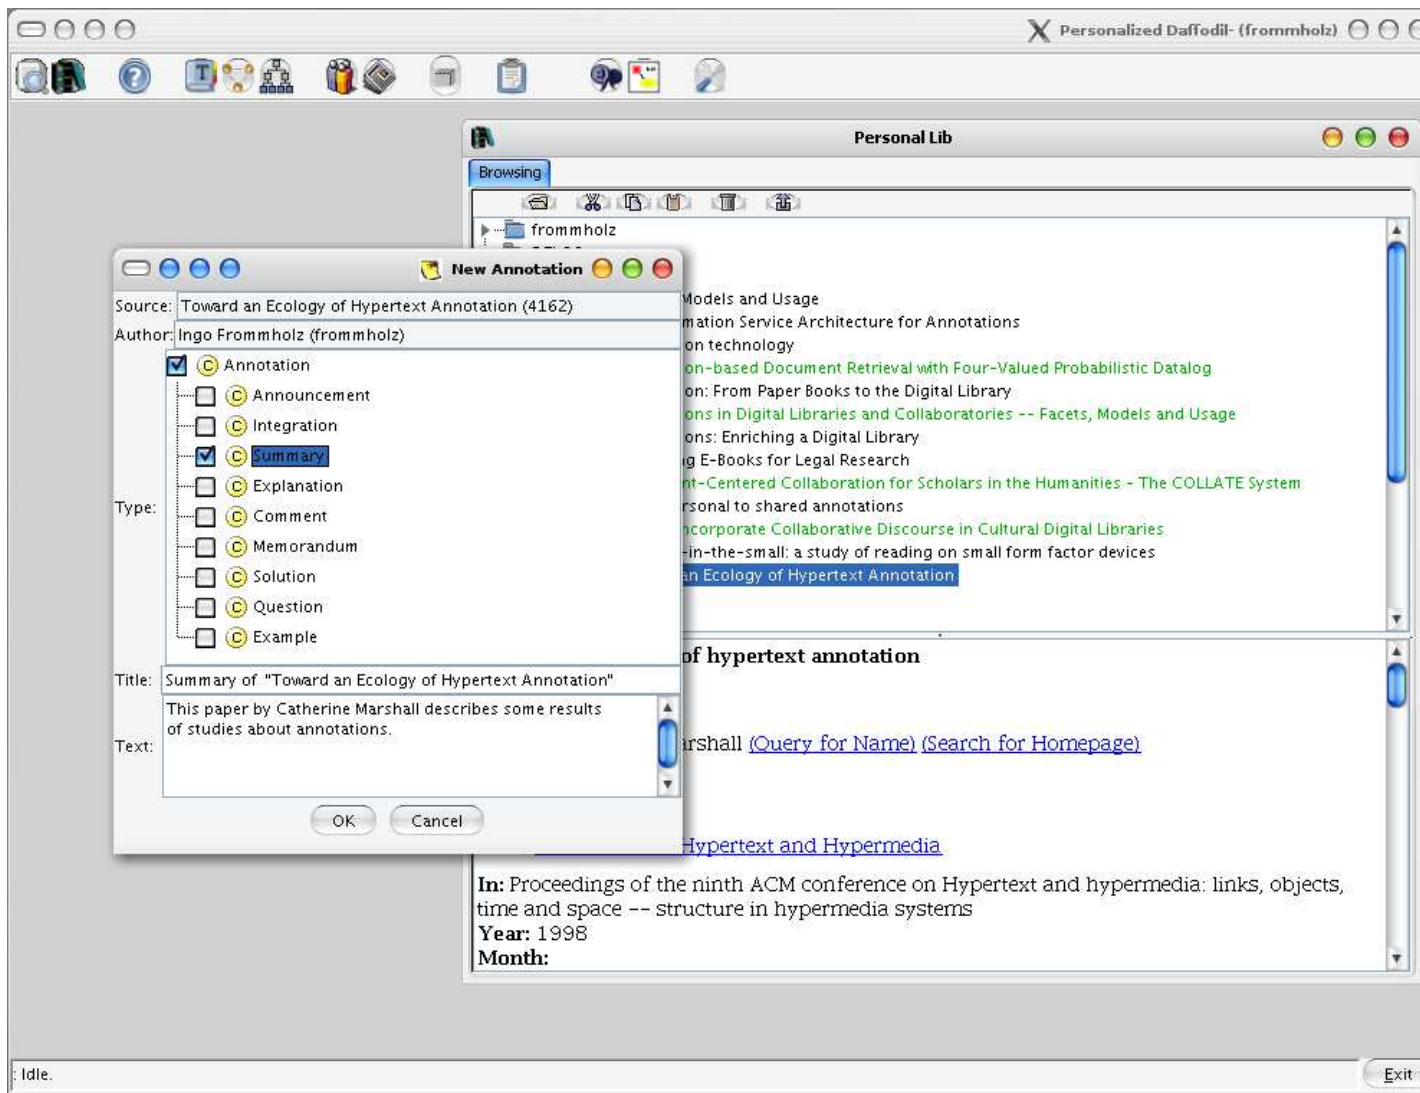 Personalized Daffodil- (frommholz)
Personal Lib
Browsing
frommholz
Models and Usage
mation Service Architecture for Annotations
on technology
on-based Document Retrieval with Four-Valued Probabilistic Datalog
on: From Paper Books to the Digital Library
ons in Digital Libraries and Collaboratories -- Facets, Models and Usage
ons: Enriching a Digital Library
g E-Books for Legal Research
nt-Centered Collaboration for Scholars in the Humanities - The COLLATE System
rsonal to shared annotations
ncorporate Collaborative Discourse in Cultural Digital Libraries
-in-the-small: a study of reading on small form factor devices
an Ecology of Hypertext Annotation
of hypertext annotation
rshall (Query for Name) (Search for Homepage)
Hypertext and Hypermedia
In: Proceedings of the ninth ACM conference on Hypertext and hypermedia: links, objects,
time and space -- structure in hypermedia systems
Year: 1998
Month:
New Annotation
Source: Toward an Ecology of Hypertext Annotation (4162)
Author: Ingo Frommholz (frommholz)
Type:
Annotation
Announcement
Integration
Summary
Explanation
Comment
Memorandum
Solution
Question
Example
Title: Summary of "Toward an Ecology of Hypertext Annotation"
Text:
This paper by Catherine Marshall describes some results
of studies about annotations.
OK Cancel
: Idle.
Exit